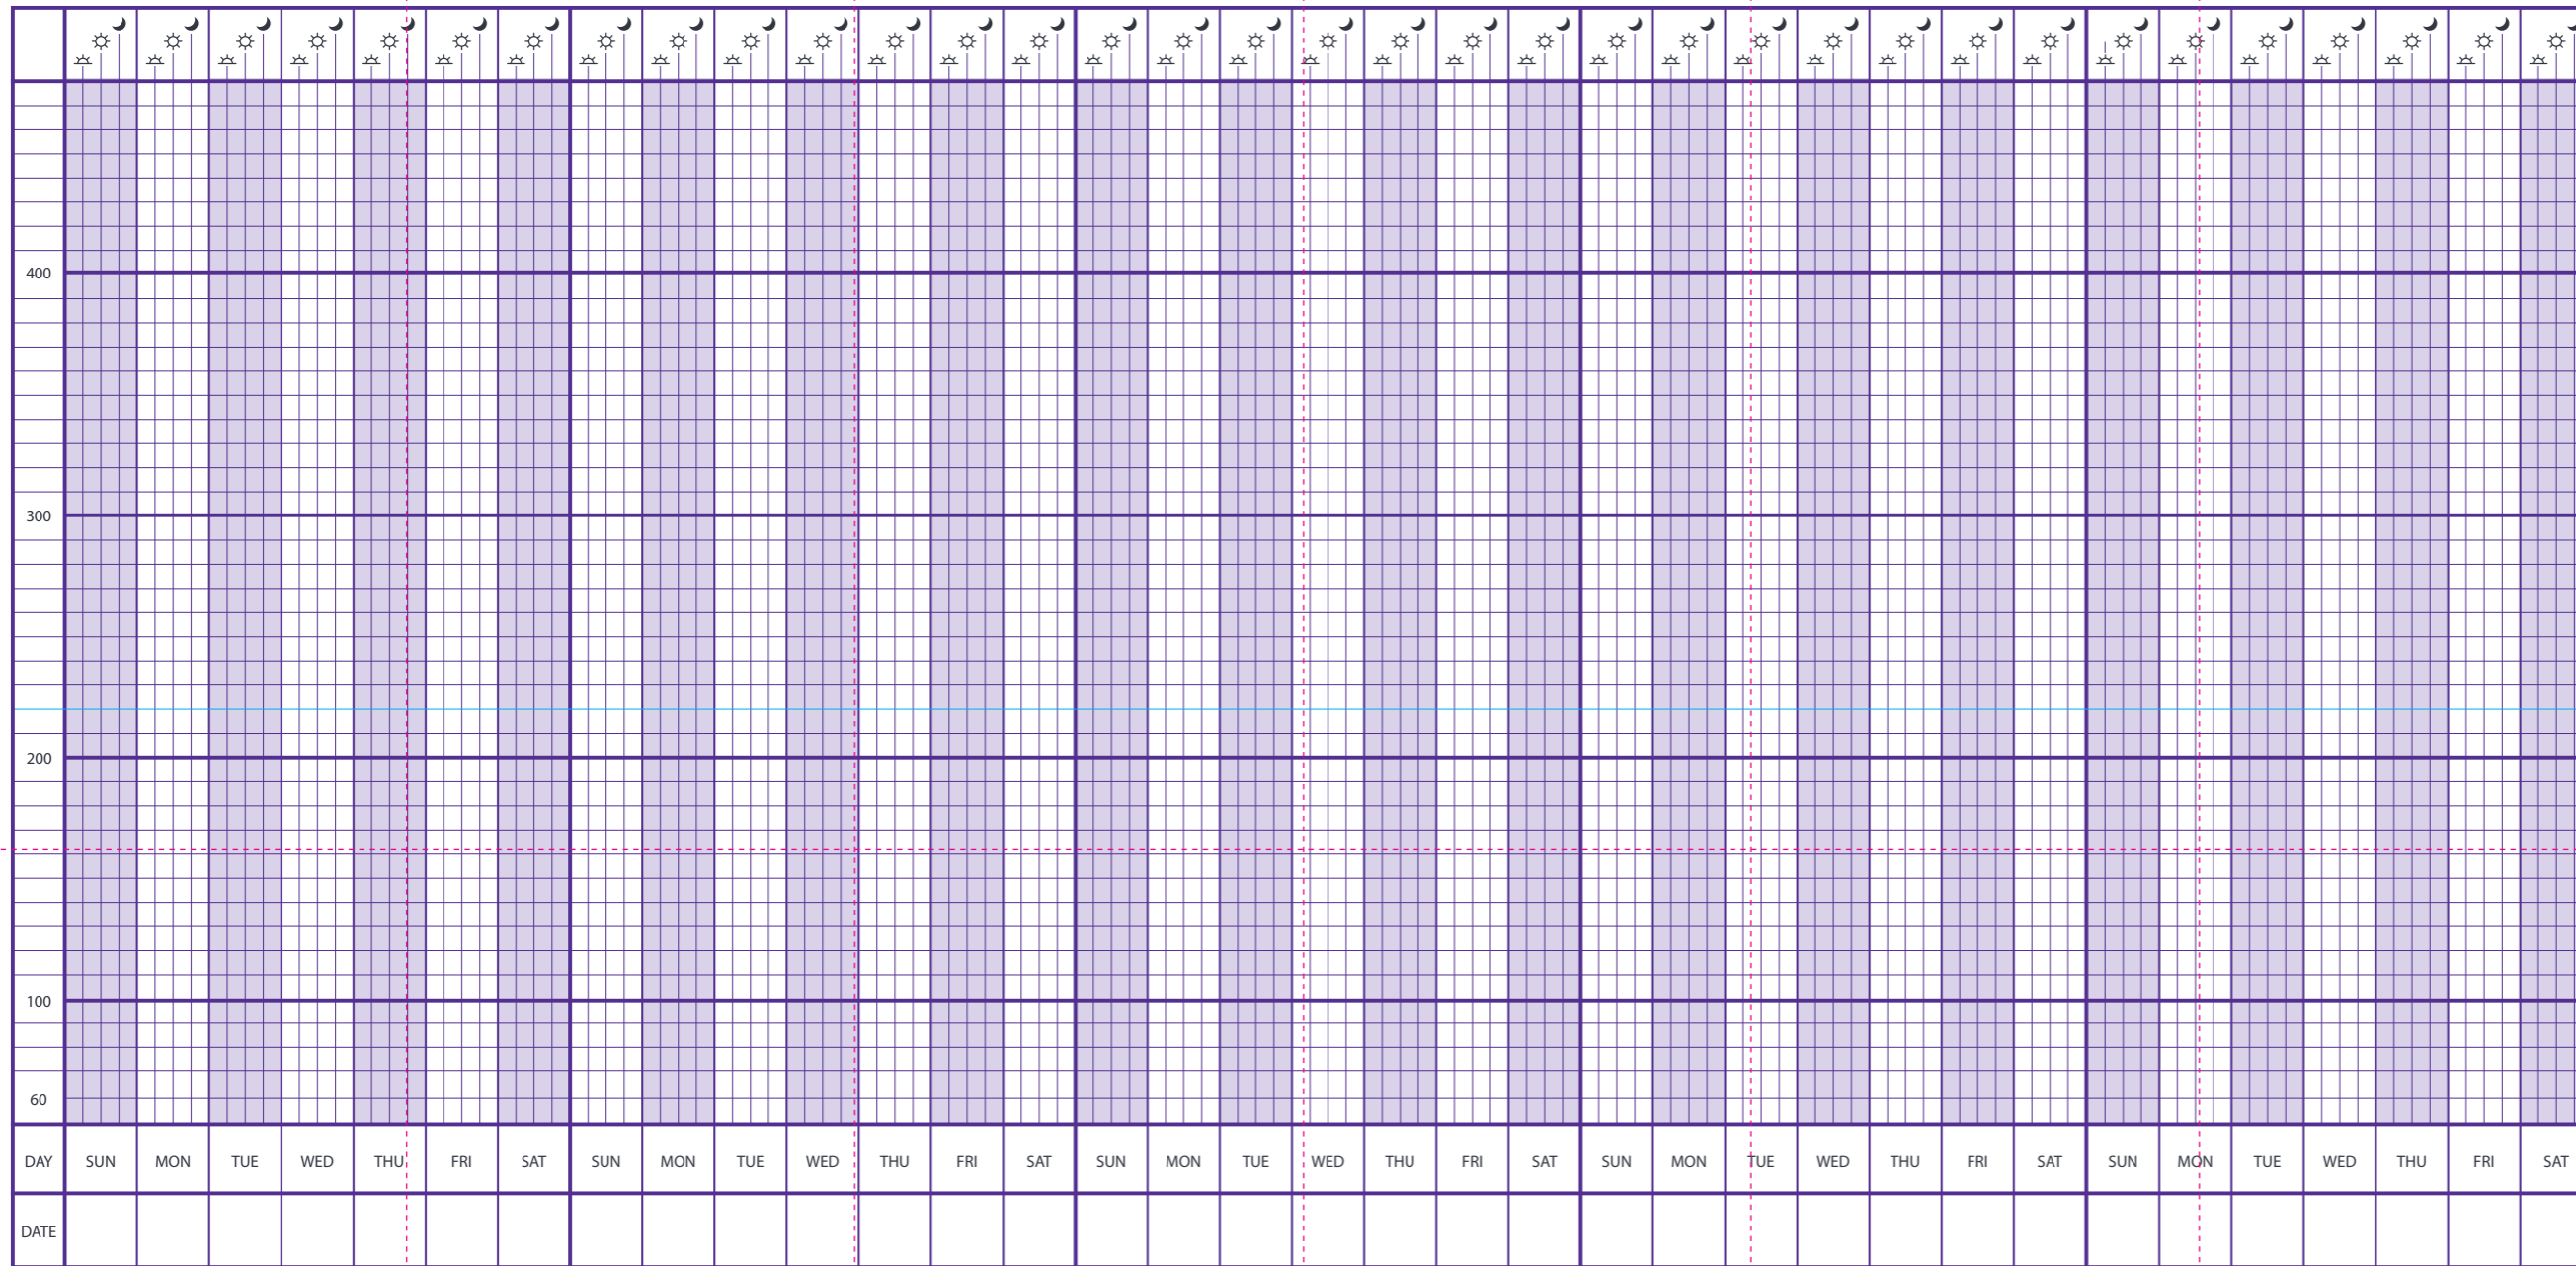 400
300
200
100
60
DAY SUN MON TUE WED THU FRI SAT SUN MON TUE WED THU FRI SAT SUN MON TUE WED THU FRI SAT SUN MON TUE WED THU FRI SAT SUN MON TUE WED THU FRI SAT
DATE